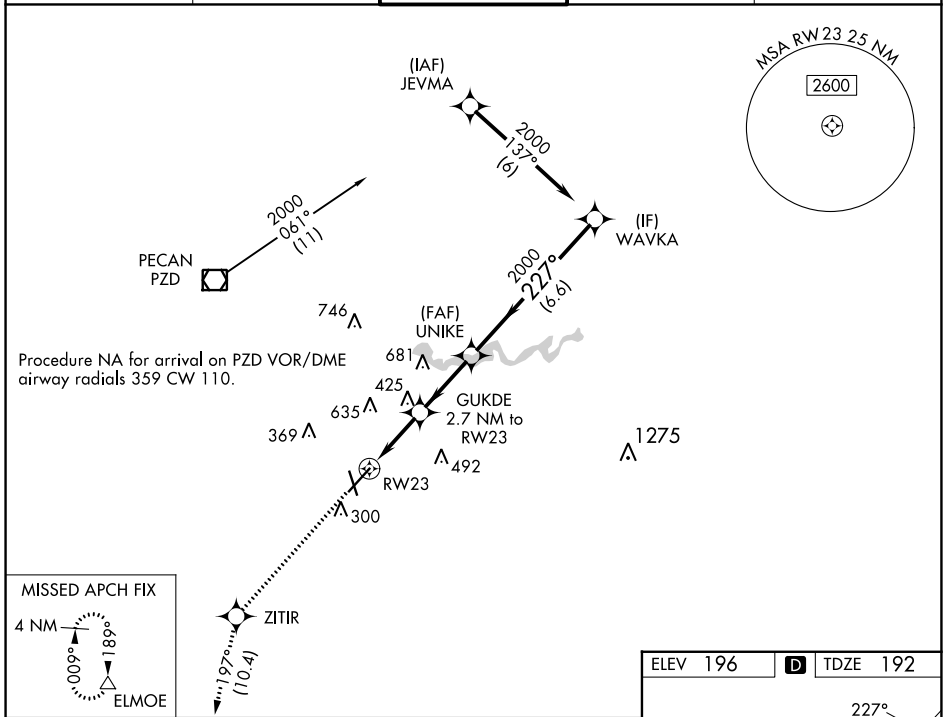 MSA RW23 25 NM
2600
(IAF)
JEVMA
2000
137°
(6)
(IF)
WAVKA
2000
061°
(11)
PECAN
PZD
2000
227°
(6.6)
746
(FAF)
UNIKE
Procedure NA for arrival on PZD VOR/DME
airway radials 359 CW 110.
681
425
GUKDE
2.7 NM to
RW23
635
369
1275
492
RW23
300
MISSED APCH FIX
4 NM
009°
189°
ELMOE
ZITIR
197°
(10.4)
ELEV 196 D TDZE 192
227°